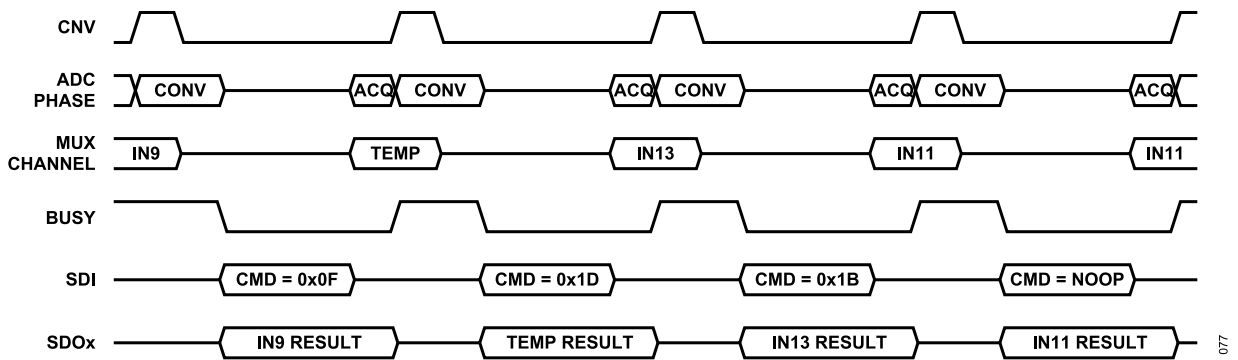 CNV
ADC
PHASE
CONV
ACQ
CONV
ACQ
CONV
ACQ
CONV
ACQ
MUX
CHANNEL
IN9
TEMP
IN13
IN11
IN11
BUSY
SDI
CMD = 0x0F
CMD = 0x1D
CMD = 0x1B
CMD = NOOP
SDOx
IN9 RESULT
TEMP RESULT
IN13 RESULT
IN11 RESULT
077